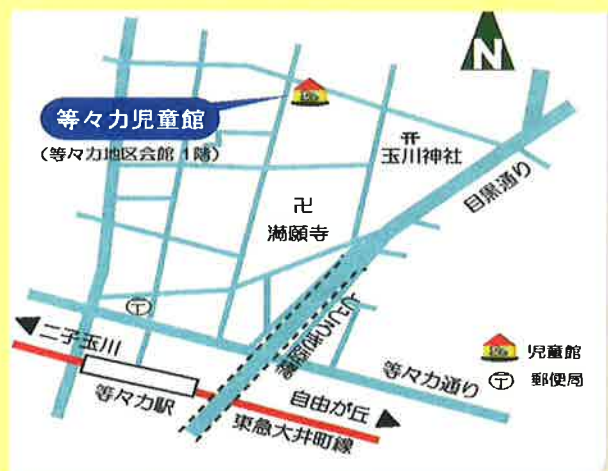 N
等々力児童館
(等々力地区会館 1階)
玉川神社
目黒通り
満願寺
二子玉川
等々力駅
自由が丘
東急大井町線
等々力通り
児童館
〒 郵便局